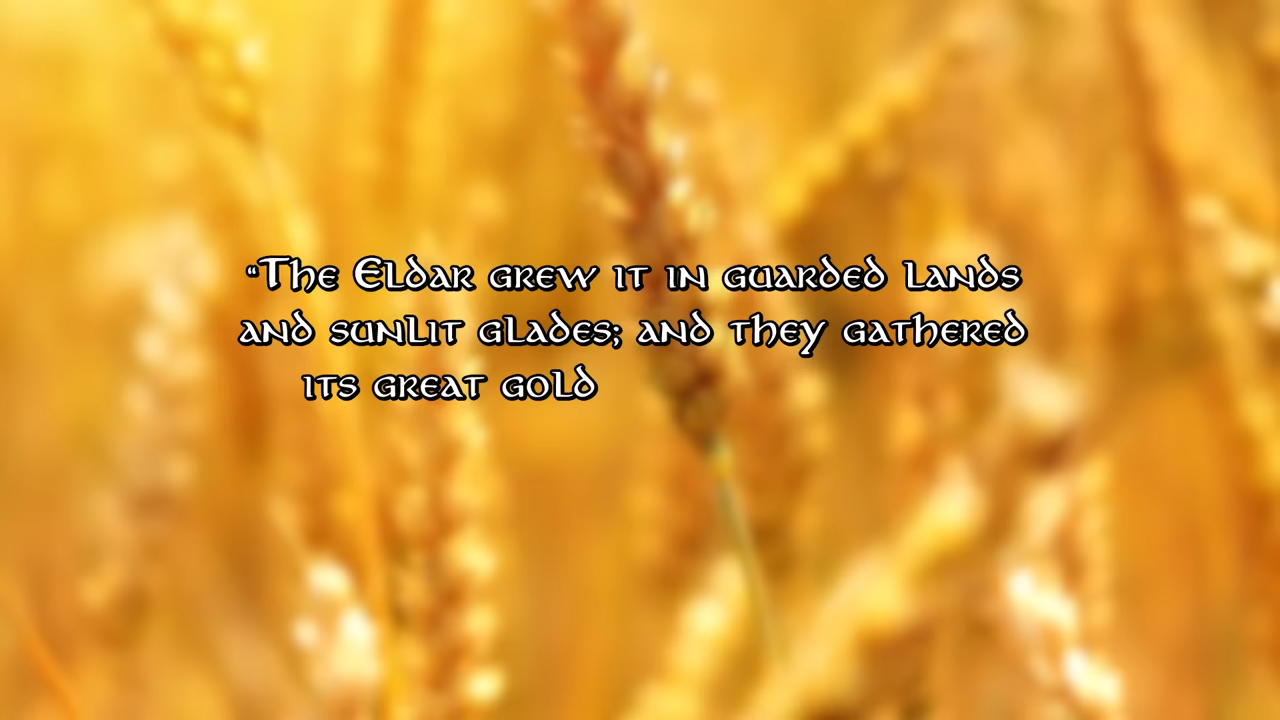 “The Eldar grew it in guarded lands
and sunlit glades; and they gathered
its great gold